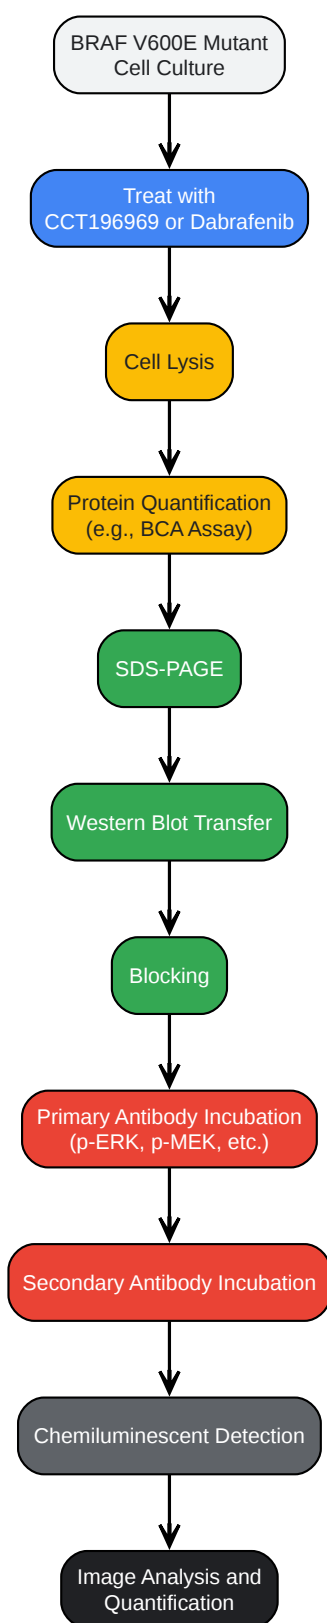 BRAF V600E Mutant
Cell Culture
Treat with
CCT196969 or Dabrafenib
Cell Lysis
Protein Quantification
(e.g., BCA Assay)
SDS-PAGE
Western Blot Transfer
Blocking
Primary Antibody Incubation
(p-ERK, p-MEK, etc.)
Secondary Antibody Incubation
Chemiluminescent Detection
Image Analysis and
Quantification